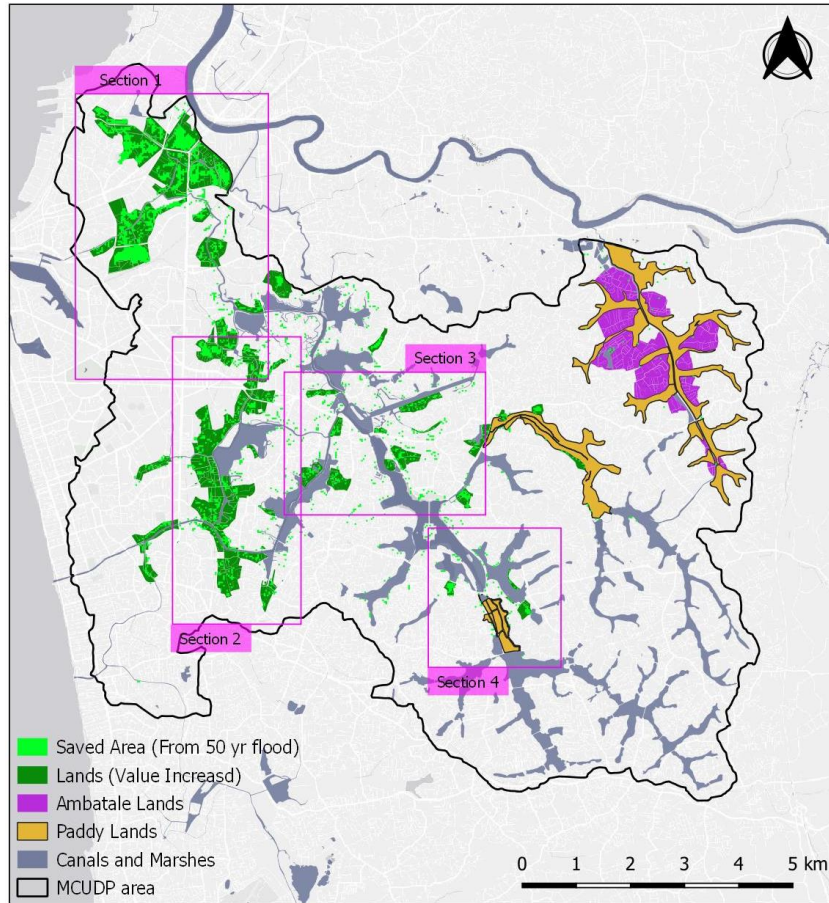 Section 1
Section 3
Section 2
Section 4
Saved Area (From 50 yr flood)
Lands (Value Increasd)
Ambatale Lands
Paddy Lands
Canals and Marshes
MCUDP area
0 1 2 3 4 5 km